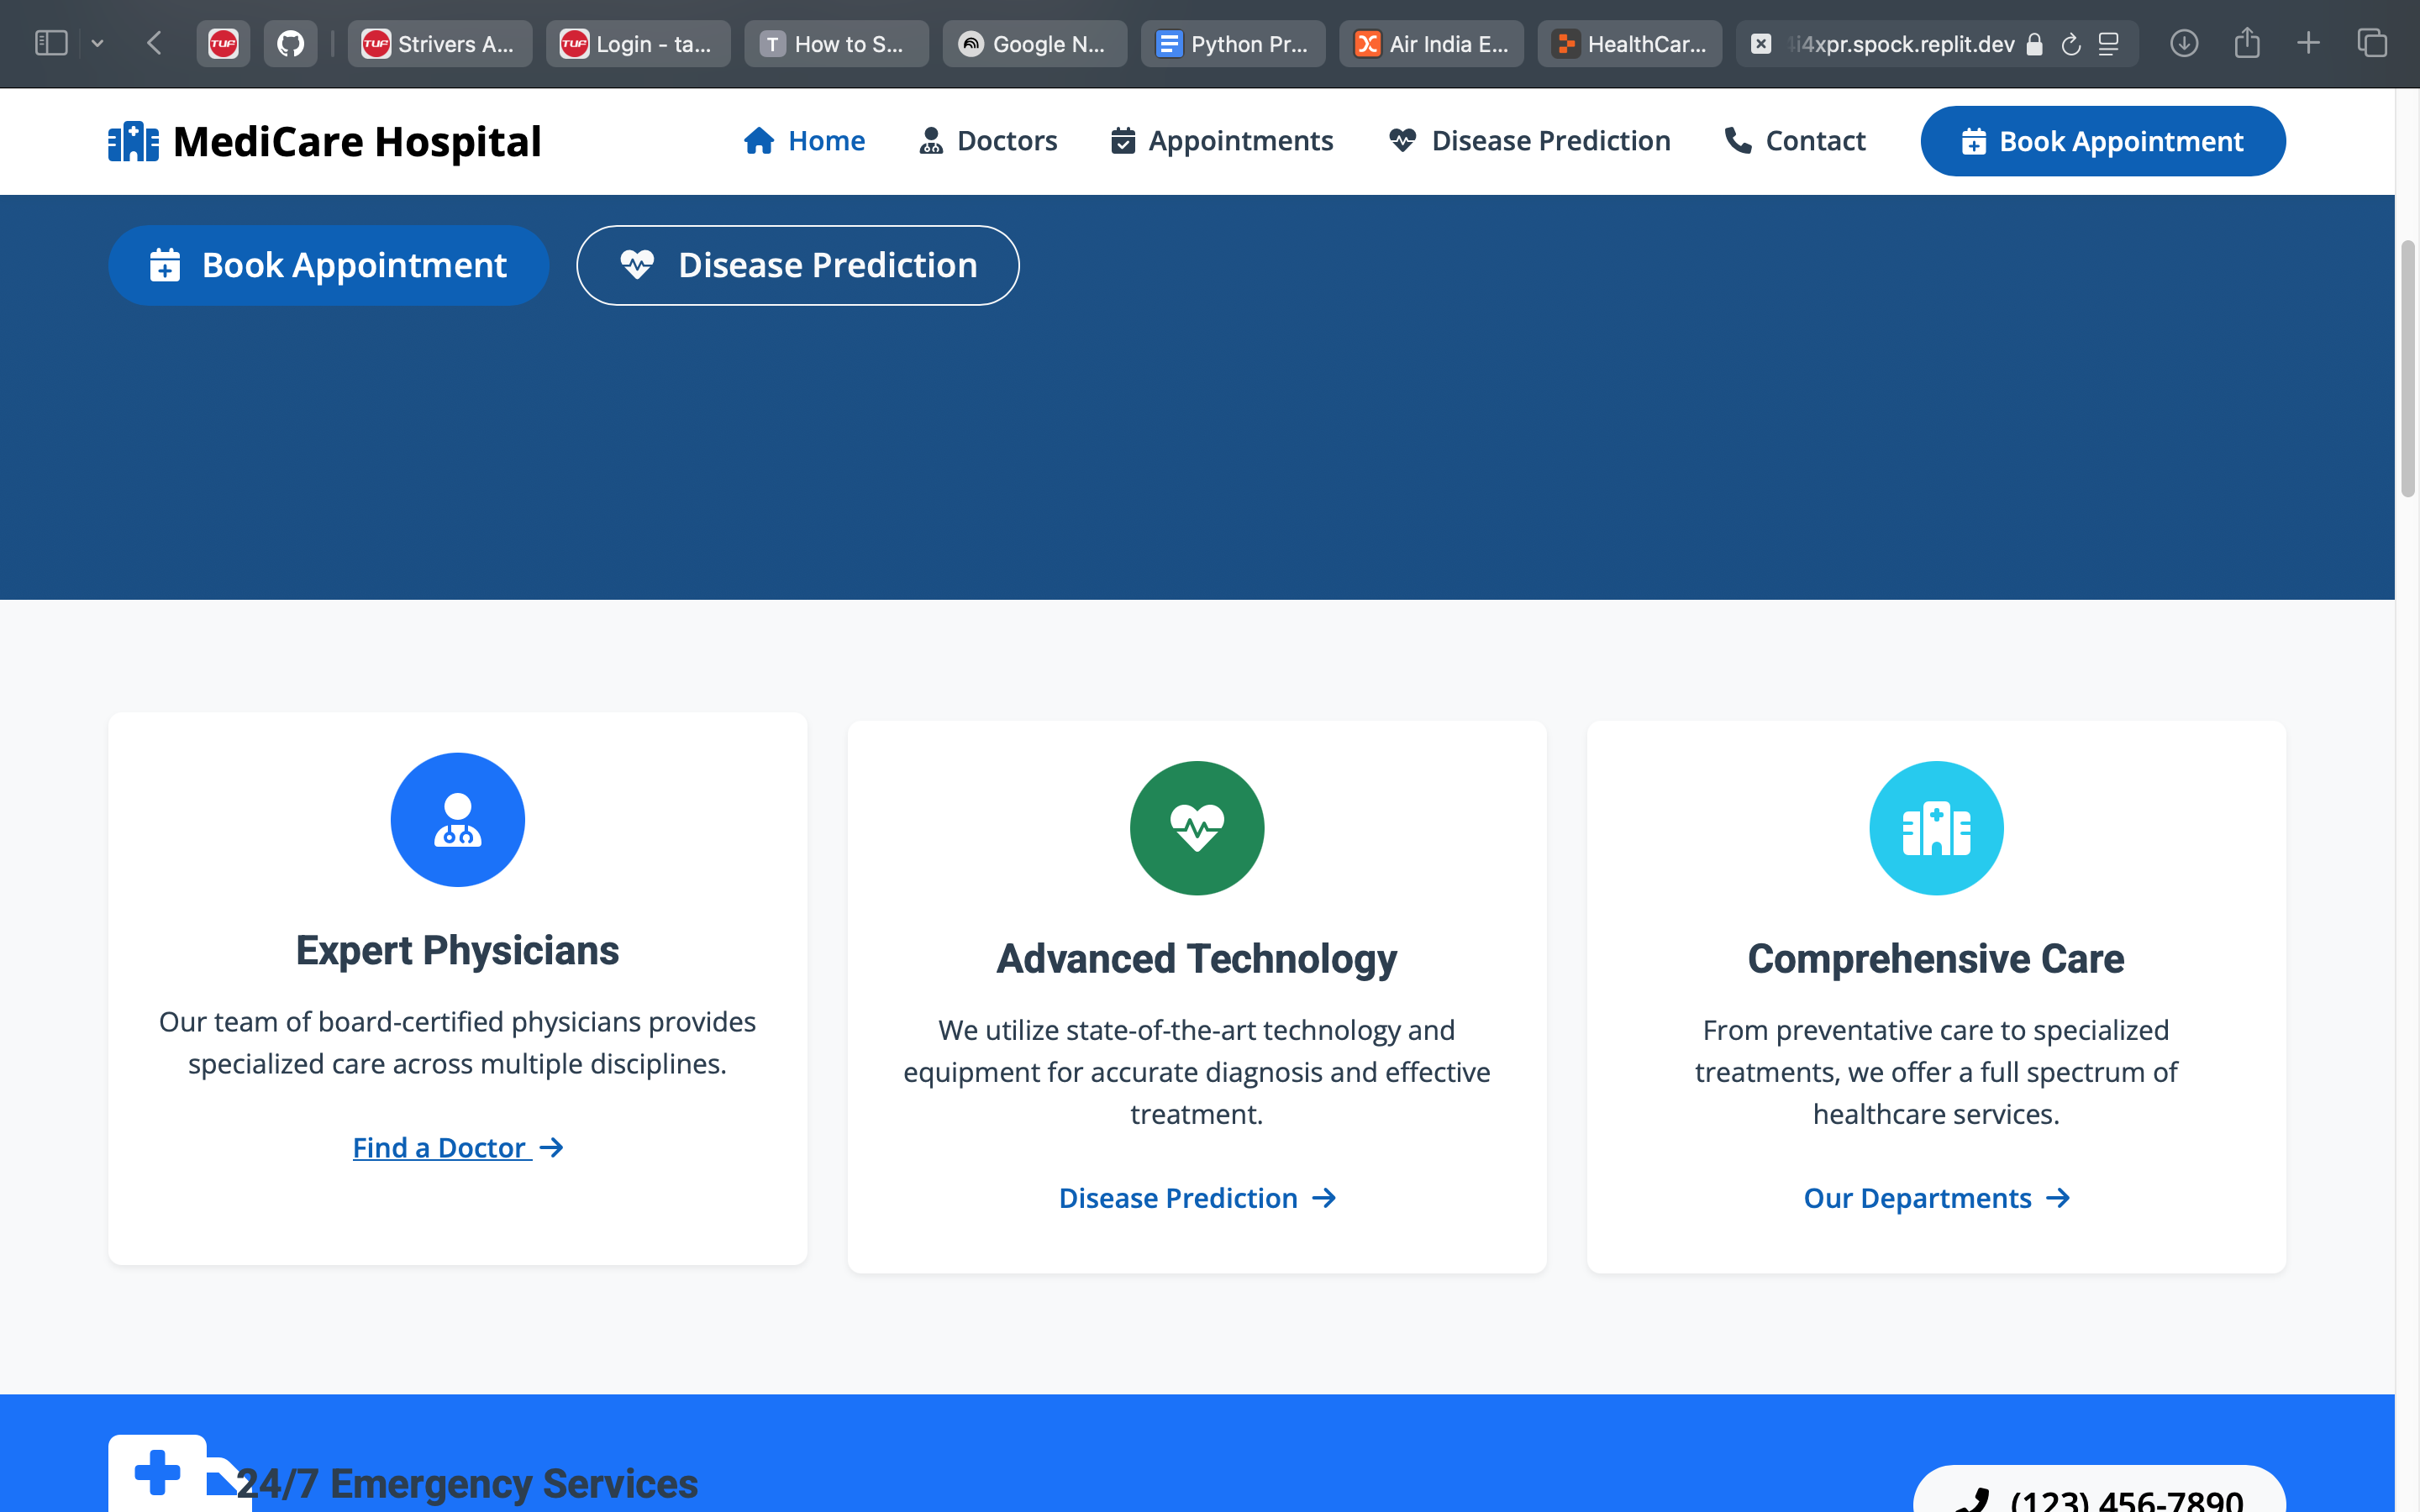 TUF
TUF Strivers A...
TUF Login - ta...
T How to S...
Google N...
Python Pr...
Air India E...
HealthCar...
i4xpr.spock.replit.dev
MediCare Hospital
Home
Doctors
Appointments
Disease Prediction
Contact
Book Appointment
Book Appointment
Disease Prediction
Expert Physicians
Our team of board-certified physicians provides
specialized care across multiple disciplines.
Find a Doctor →
Advanced Technology
We utilize state-of-the-art technology and
equipment for accurate diagnosis and effective
treatment.
Disease Prediction →
Comprehensive Care
From preventative care to specialized
treatments, we offer a full spectrum of
healthcare services.
Our Departments →
24/7 Emergency Services
(123) 456-7890